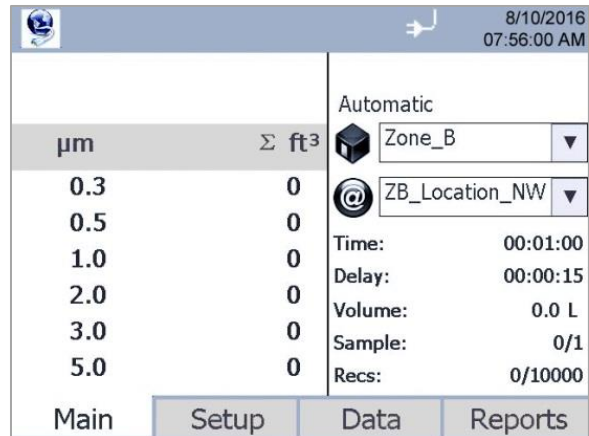 8/10/2016
07:56:00 AM
Automatic
µm Σ ft³
Zone_B
0.3 0
ZB_Location_NW
0.5 0
1.0 0
2.0 0
3.0 0
5.0 0
Time: 00:01:00
Delay: 00:00:15
Volume: 0.0 L
Sample: 0/1
Recs: 0/10000
Main Setup Data Reports